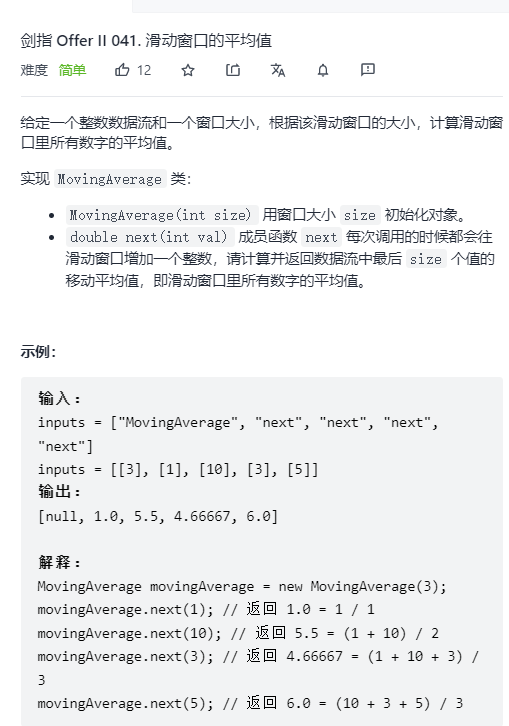 剑指 Offer II 041. 滑动窗口的平均值
难度 简单 12
给定一个整数数据流和一个窗口大小，根据该滑动窗口的大小，计算滑动窗
口里所有数字的平均值。
实现 MovingAverage 类：
• MovingAverage(int size) 用窗口大小 size 初始化对象。
• double next(int val) 成员函数 next 每次调用的时候都会往
滑动窗口增加一个整数，请计算并返回数据流中最后 size 个值的
移动平均值，即滑动窗口里所有数字的平均值。
示例：
输入：
inputs = ["MovingAverage", "next", "next", "next",
"next"]
inputs = [[3], [1], [10], [3], [5]]
输出：
[null, 1.0, 5.5, 4.66667, 6.0]
解释：
MovingAverage movingAverage = new MovingAverage(3);
movingAverage.next(1); // 返回 1.0 = 1 / 1
movingAverage.next(10); // 返回 5.5 = (1 + 10) / 2
movingAverage.next(3); // 返回 4.66667 = (1 + 10 + 3) /
3
movingAverage.next(5); // 返回 6.0 = (10 + 3 + 5) / 3